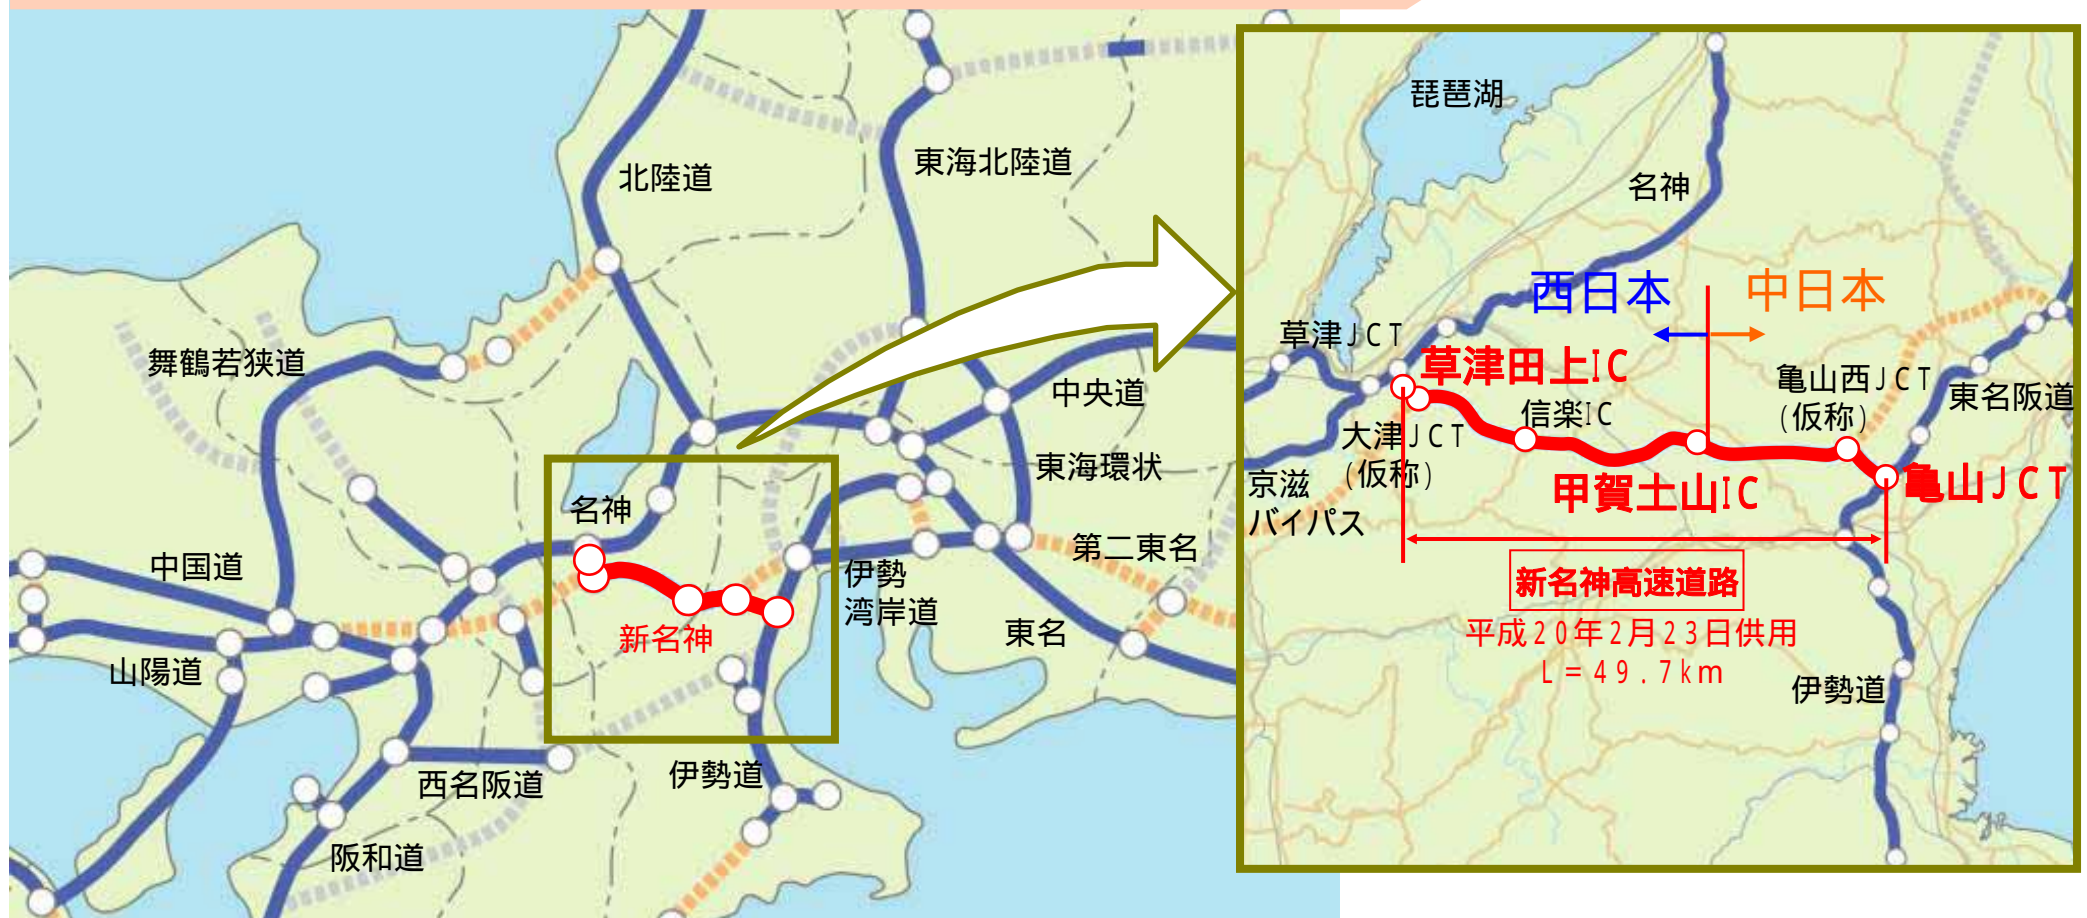 北陸道
東海北陸道
舞鶴若狭道
中央道
東海環状
名神
中国道
第二東名
伊勢
湾岸道
東名
新名神
山陽道
伊勢道
西名阪道
阪和道
琵琶湖
名神
西日本
中日本
草津JCT
草津田上IC
亀山西JCT
(仮称)
東名阪道
信楽IC
大津JCT
(仮称)
京滋
バイパス
甲賀土山IC
亀山JCT
新名神高速道路
平成20年2月23日供用
L=49.7km
伊勢道